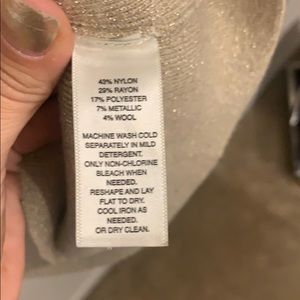 43% NYLON
29% RAYON
17% POLYESTER
7% METALLIC
4% WOOL
MACHINE WASH COLD
SEPARATELY IN MILD
DETERGENT.
ONLY NON-CHLORINE
BLEACH WHEN
NEEDED.
RESHAPE AND LAY
FLAT TO DRY.
COOL IRON AS
NEEDED.
OR DRY CLEAN.